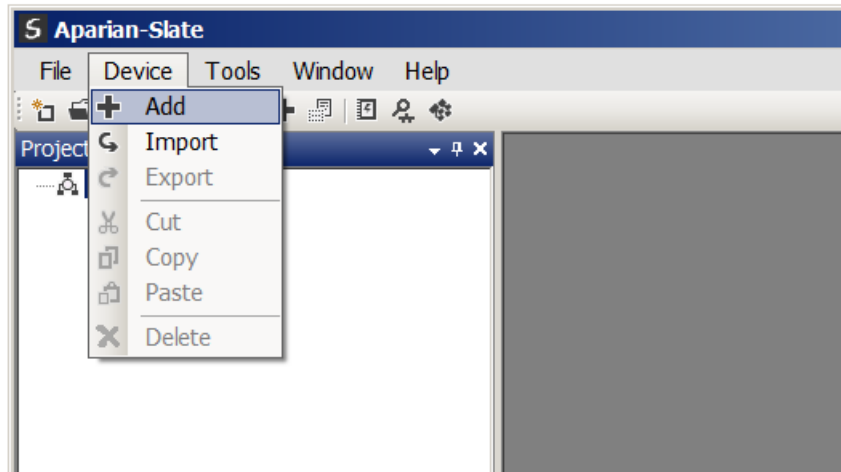 Aparian-Slate
File Device Tools Window Help
Add
Project
Import
Export
Cut
Copy
Paste
Delete